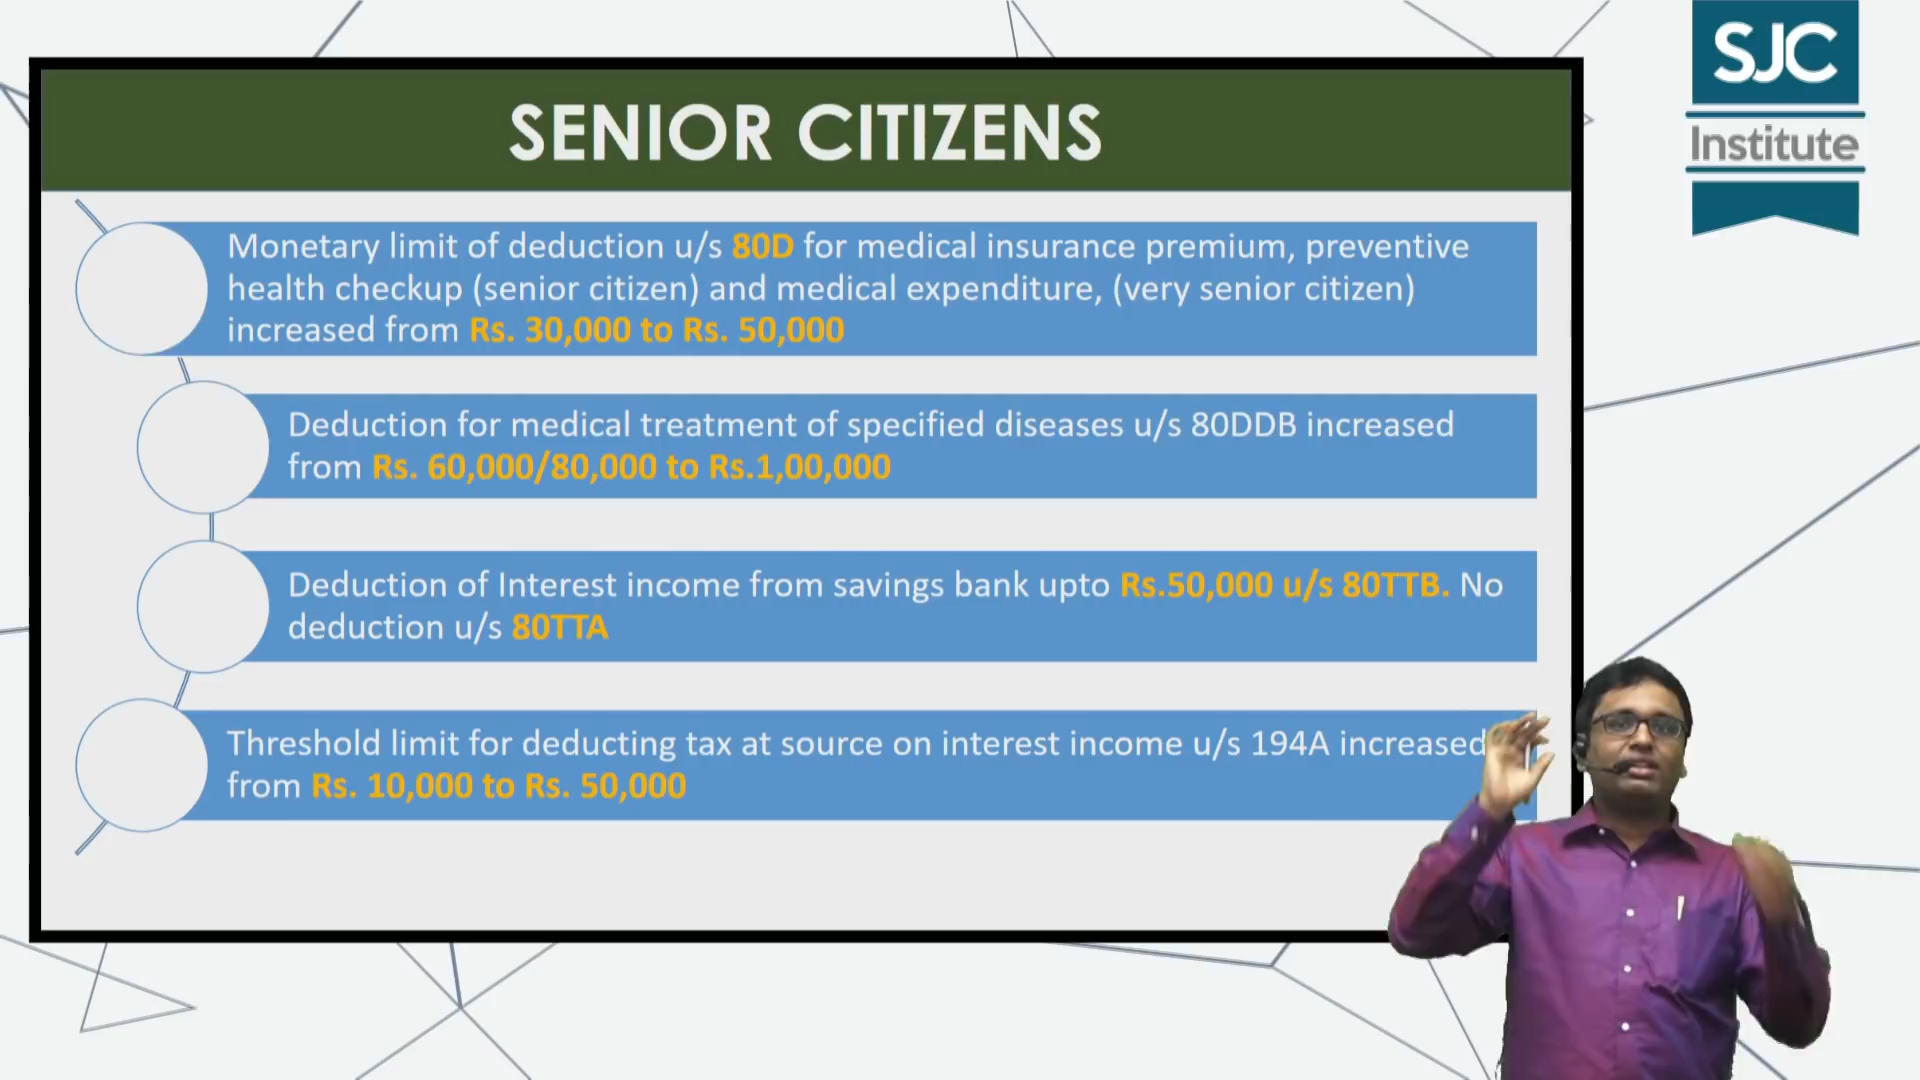 SJC
Institute
SENIOR CITIZENS
Monetary limit of deduction u/s 80D for medical insurance premium, preventive
health checkup (senior citizen) and medical expenditure, (very senior citizen)
increased from Rs. 30,000 to Rs. 50,000
Deduction for medical treatment of specified diseases u/s 80DDB increased
from Rs. 60,000/80,000 to Rs.1,00,000
Deduction of Interest income from savings bank upto Rs.50,000 u/s 80TTB. No
deduction u/s 80TTA
Threshold limit for deducting tax at source on interest income u/s 194A increased
from Rs. 10,000 to Rs. 50,000